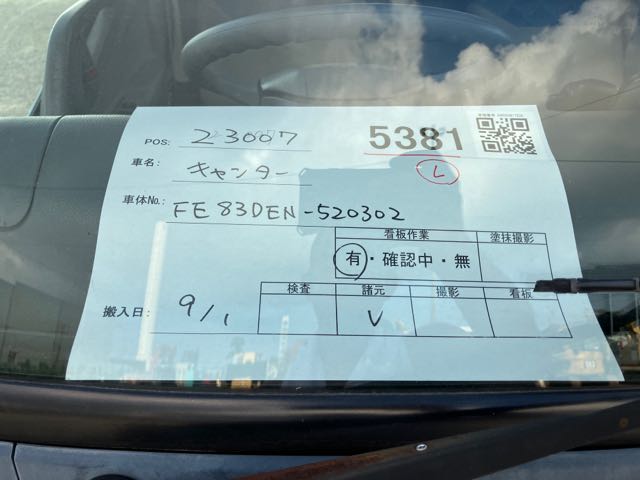 POS: 23007
5381
車名: キャンター
L
車体No.: FE83DEN-520302
看板作業 塗抹撮影
有・確認中・無
検査 諸元 撮影 看板
搬入日: 9/1
V